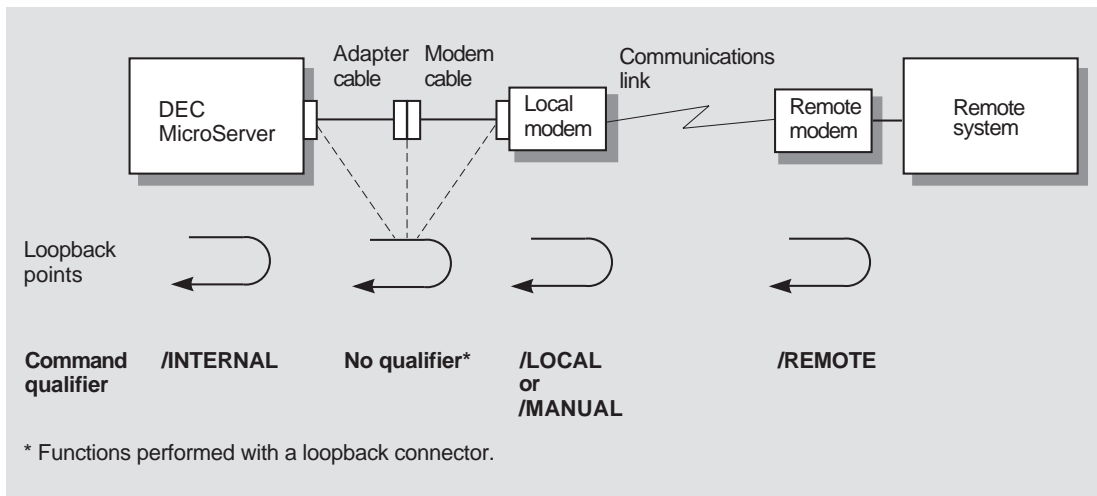 Adapter
cable
Modem
cable
Communications
link
DEC
MicroServer
Local
modem
Remote
modem
Remote
system
Loopback
points
Command
qualifier
/INTERNAL
No qualifier*
/LOCAL
or
/MANUAL
/REMOTE
* Functions performed with a loopback connector.